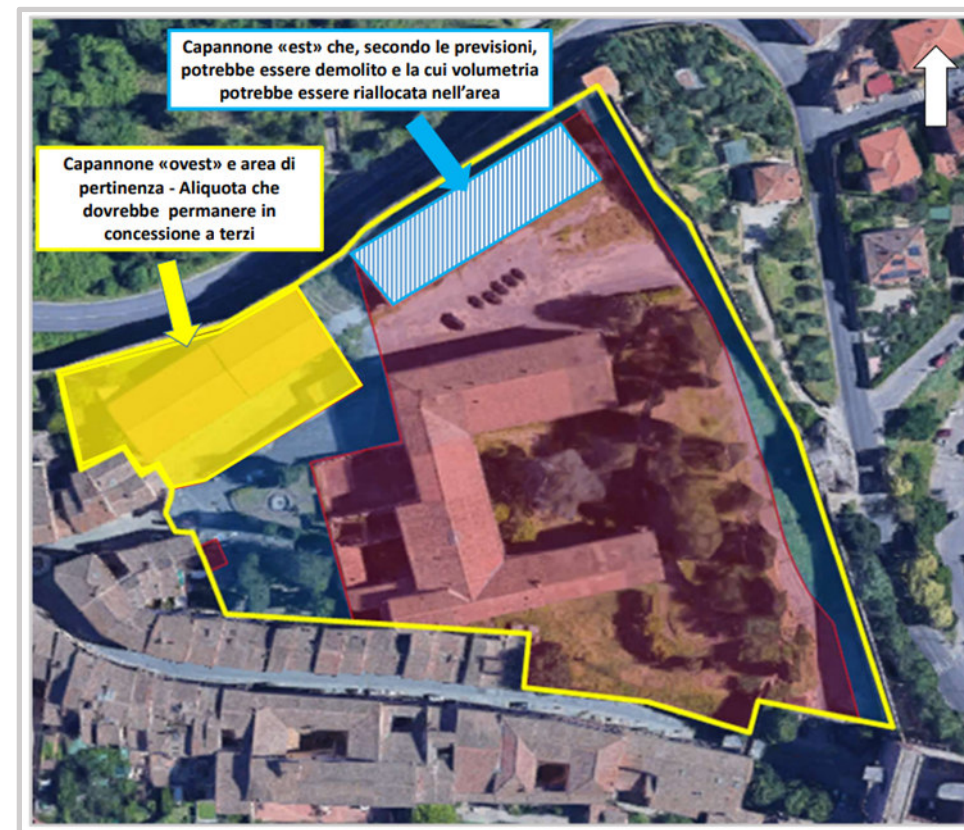 Capannone «est» che, secondo le previsioni,
potrebbe essere demolito e la cui volumetria
potrebbe essere riallocata nell’area
Capannone «ovest» e area di
pertinenza - Aliquota che
dovrebbe permanere in
concessione a terzi